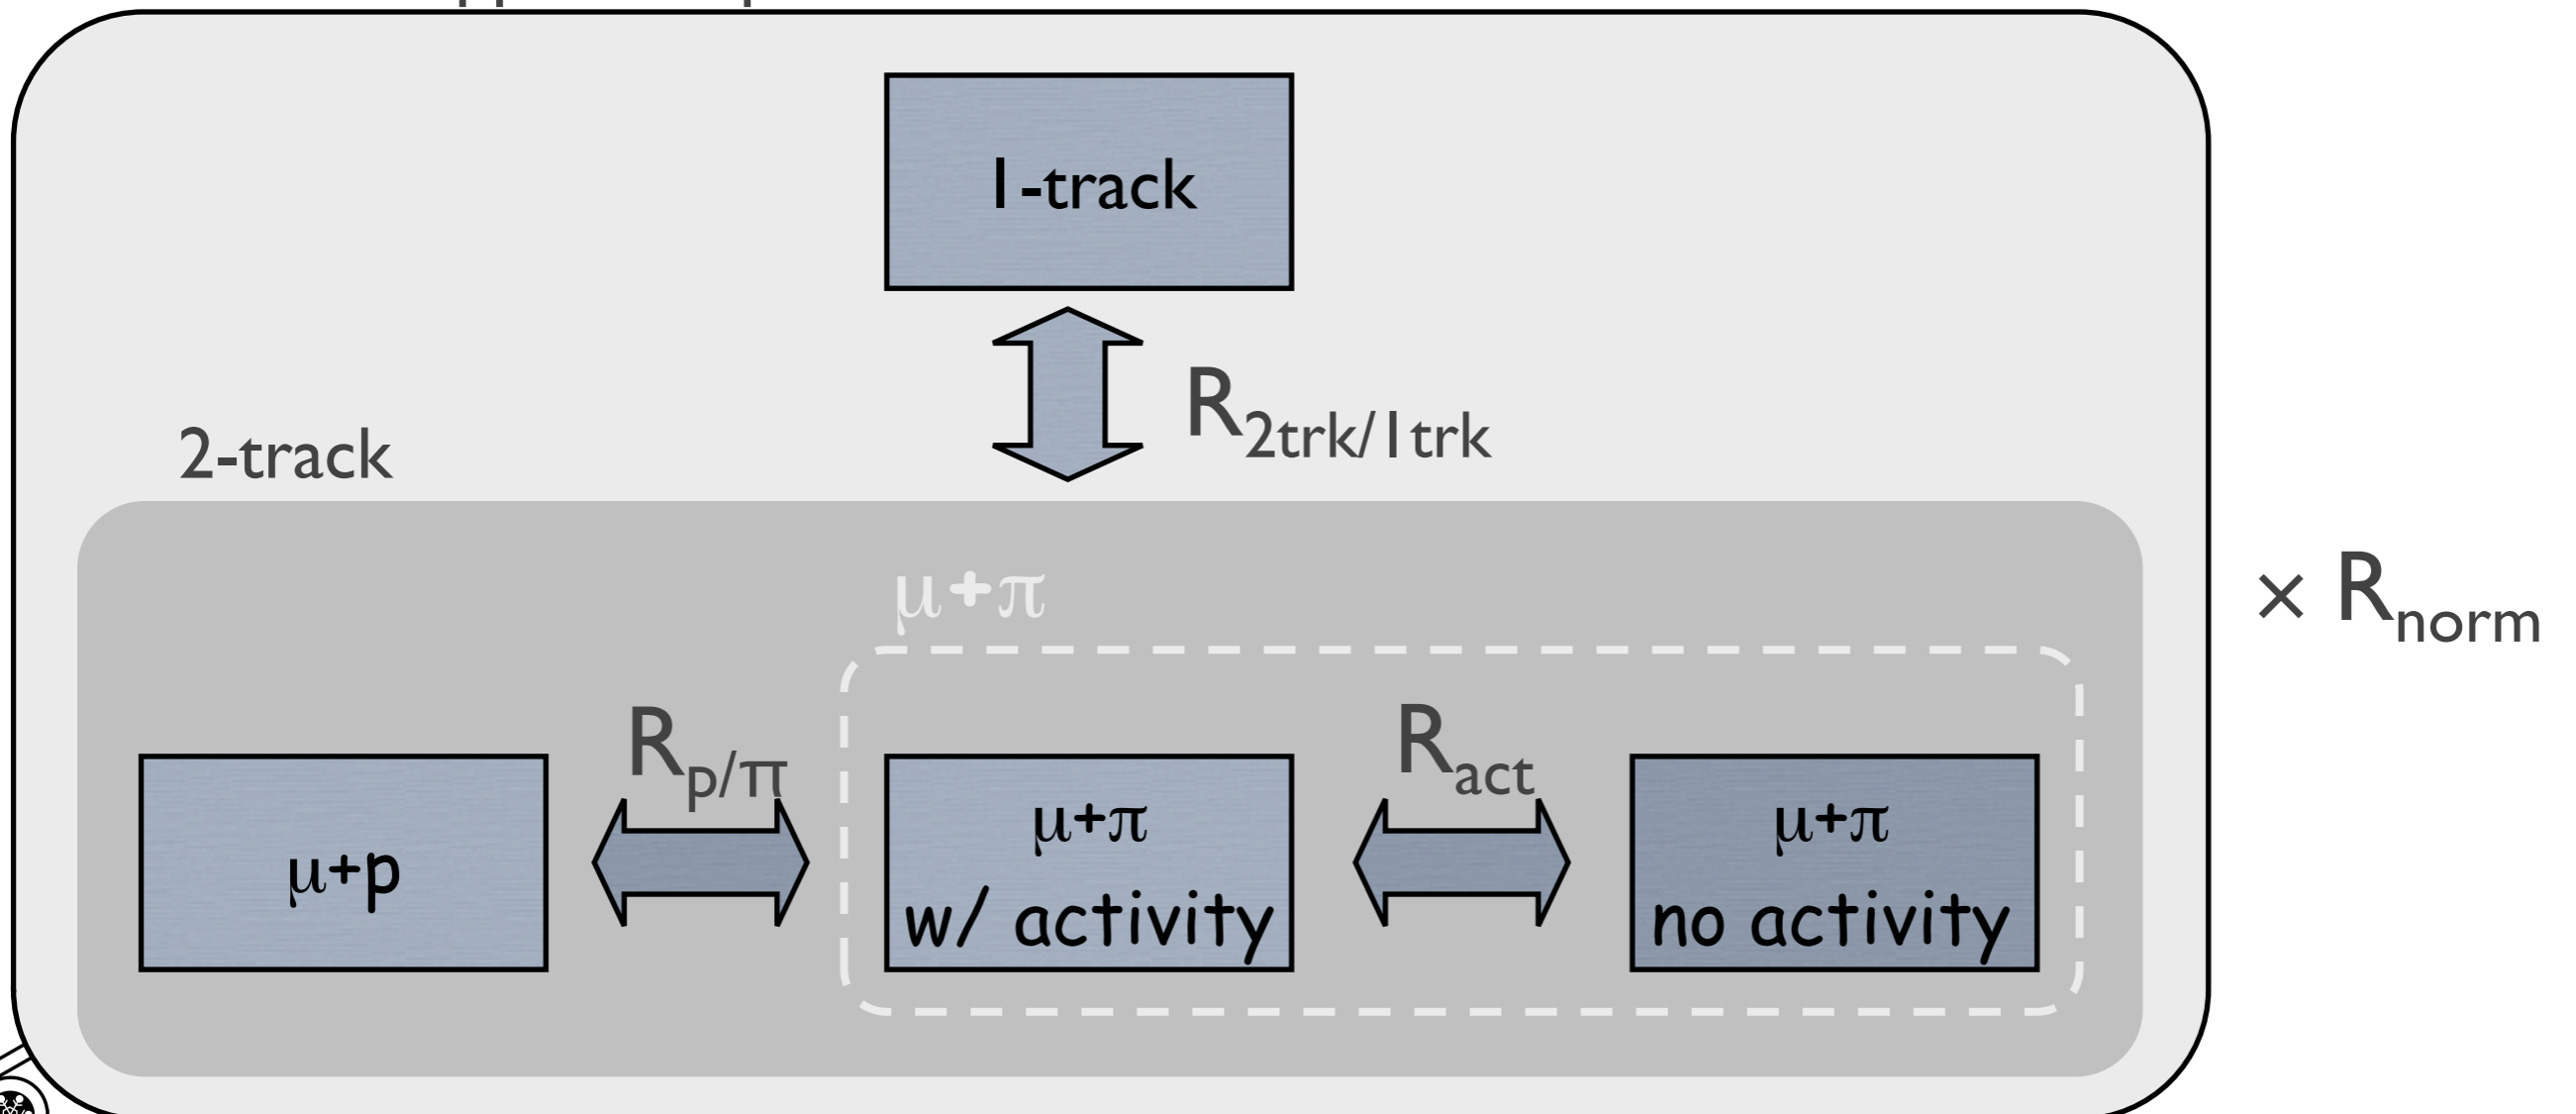 1-track
R2trk/1trk
2-track
× Rnorm
μ+π
Rp/π
Ract
μ+p
μ+π
w/ activity
μ+π
no activity